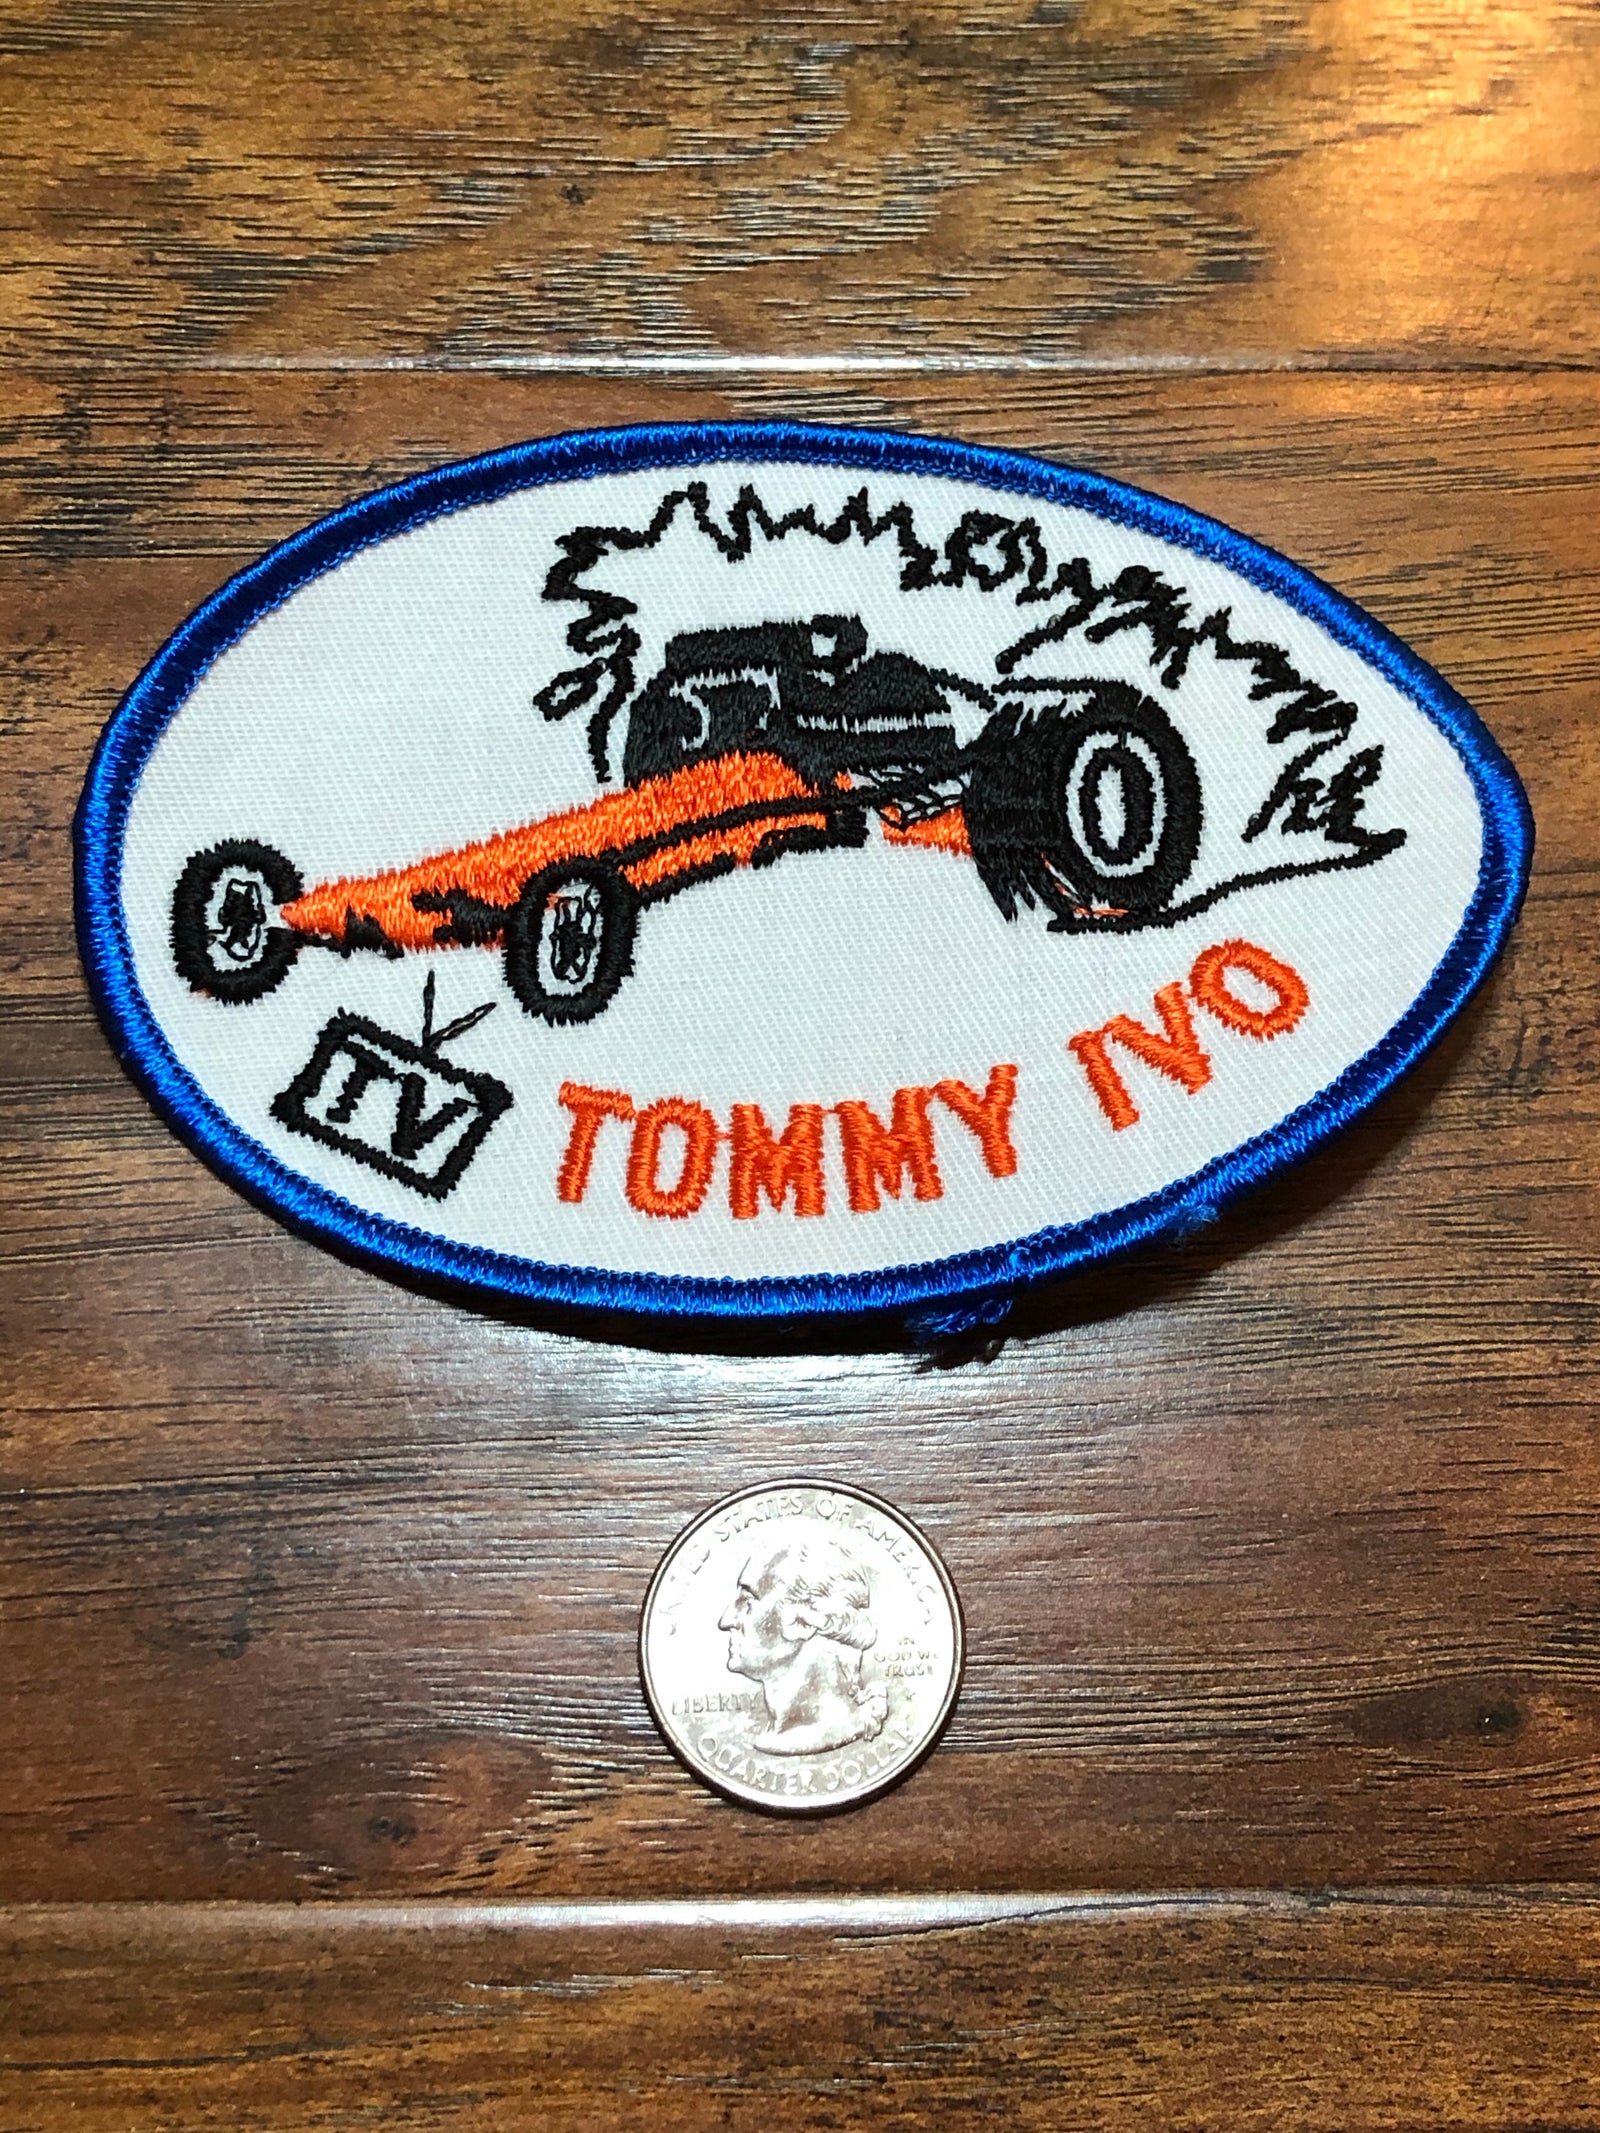 TV TOMMY IVO
UNITED STATES OF AMERICA
IN
GOD WE
TRUST
LIBERTY
QUARTER DOLLAR